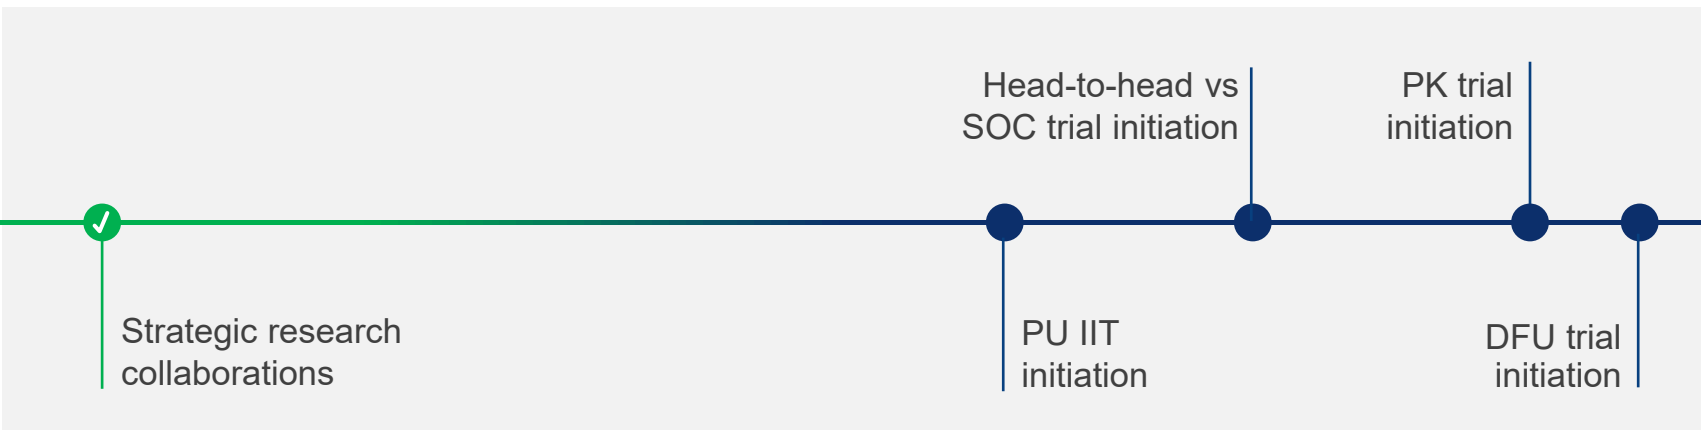 Head-to-head vs
SOC trial initiation
PK trial
initiation
Strategic research
collaborations
PU IIT
initiation
DFU trial
initiation